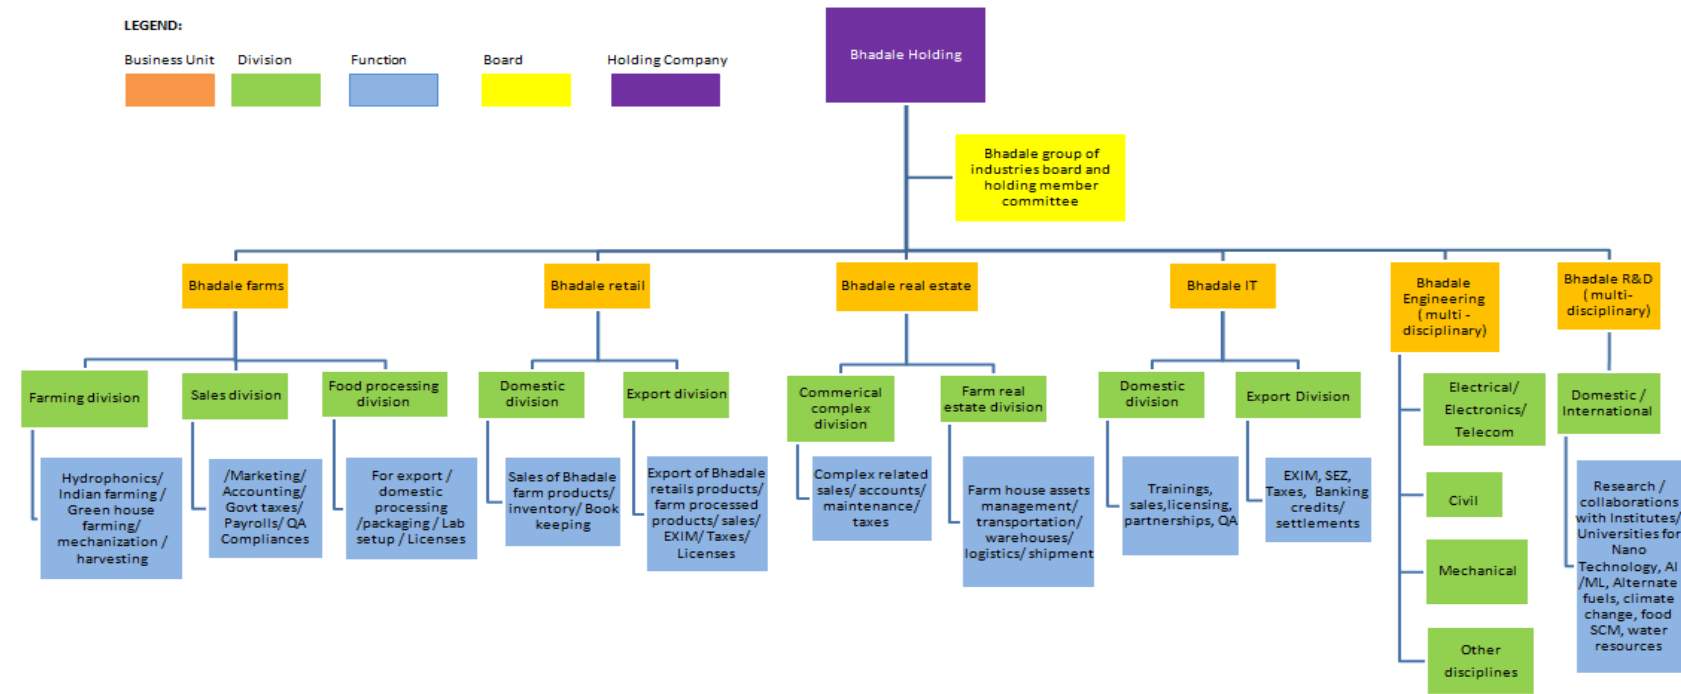 LEGEND:
Business Unit
Division
Function
Board
Holding Company
Bhadale Holding
Bhadale group of
industries board and
holding member
committee
Bhadale farms
Bhadale retail
Bhadale real estate
Bhadale IT
Bhadale
Engineering
( multi -
disciplinary)
Bhadale R&D
( multi-
disciplinary)
Farming division
Sales division
Food processing
division
Domestic
division
Export division
Commerical
complex
division
Farm real
estate division
Domestic
division
Export Division
Electrical/
Electronics/
Telecom
Domestic /
International
Hydrophonics/
Indian farming /
Green house
farming/
mechanization /
harvesting
/Marketing/
Accounting/
Govt taxes/
Payrolls/ QA
Compliances
For export /
domestic
processing
/packaging / Lab
setup / Licenses
Sales of Bhadale
farm products/
inventory/ Book
keeping
Export of Bhadale
retails products/
farm processed
products/ sales/
EXIM/ Taxes/
Licenses
Complex related
sales/ accounts/
maintenance/
taxes
Farm house assets
management/
transportation/
warehouses/
logistics/ shipment
Trainings,
sales,licensing,
partnerships, QA
EXIM, SEZ,
Taxes, Banking
credits/
settlements
Civil
Mechanical
Other
disciplines
Research /
collaborations
with Institutes/
Universities for
Nano
Technology, AI
/ML, Alternate
fuels, climate
change, food
SCM, water
resources